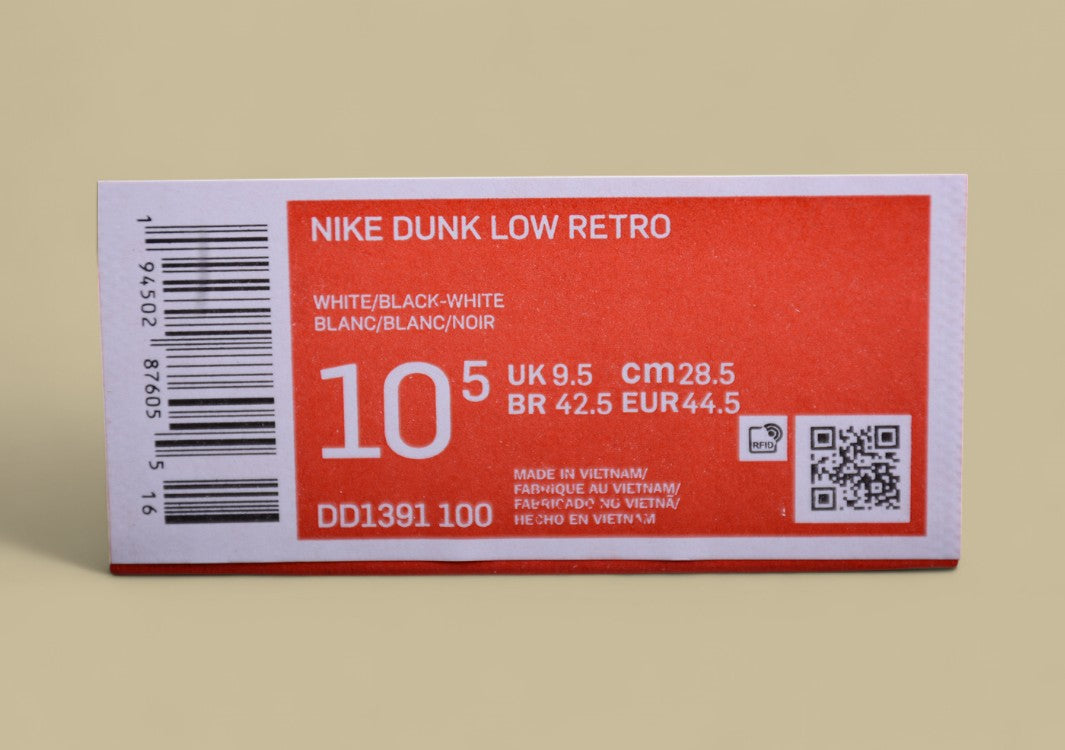 NIKE DUNK LOW RETRO
WHITE/BLACK-WHITE
BLANC/BLANC/NOIR
10 5
UK 9.5 cm 28.5
BR 42.5 EUR 44.5
RFID
MADE IN VIETNAM/
FABRIQUE AU VIETNAM/
FABRICADO NO VIETNÃ/
HECHO EN VIETNAM
DD1391 100
1 94502 87605 5 16